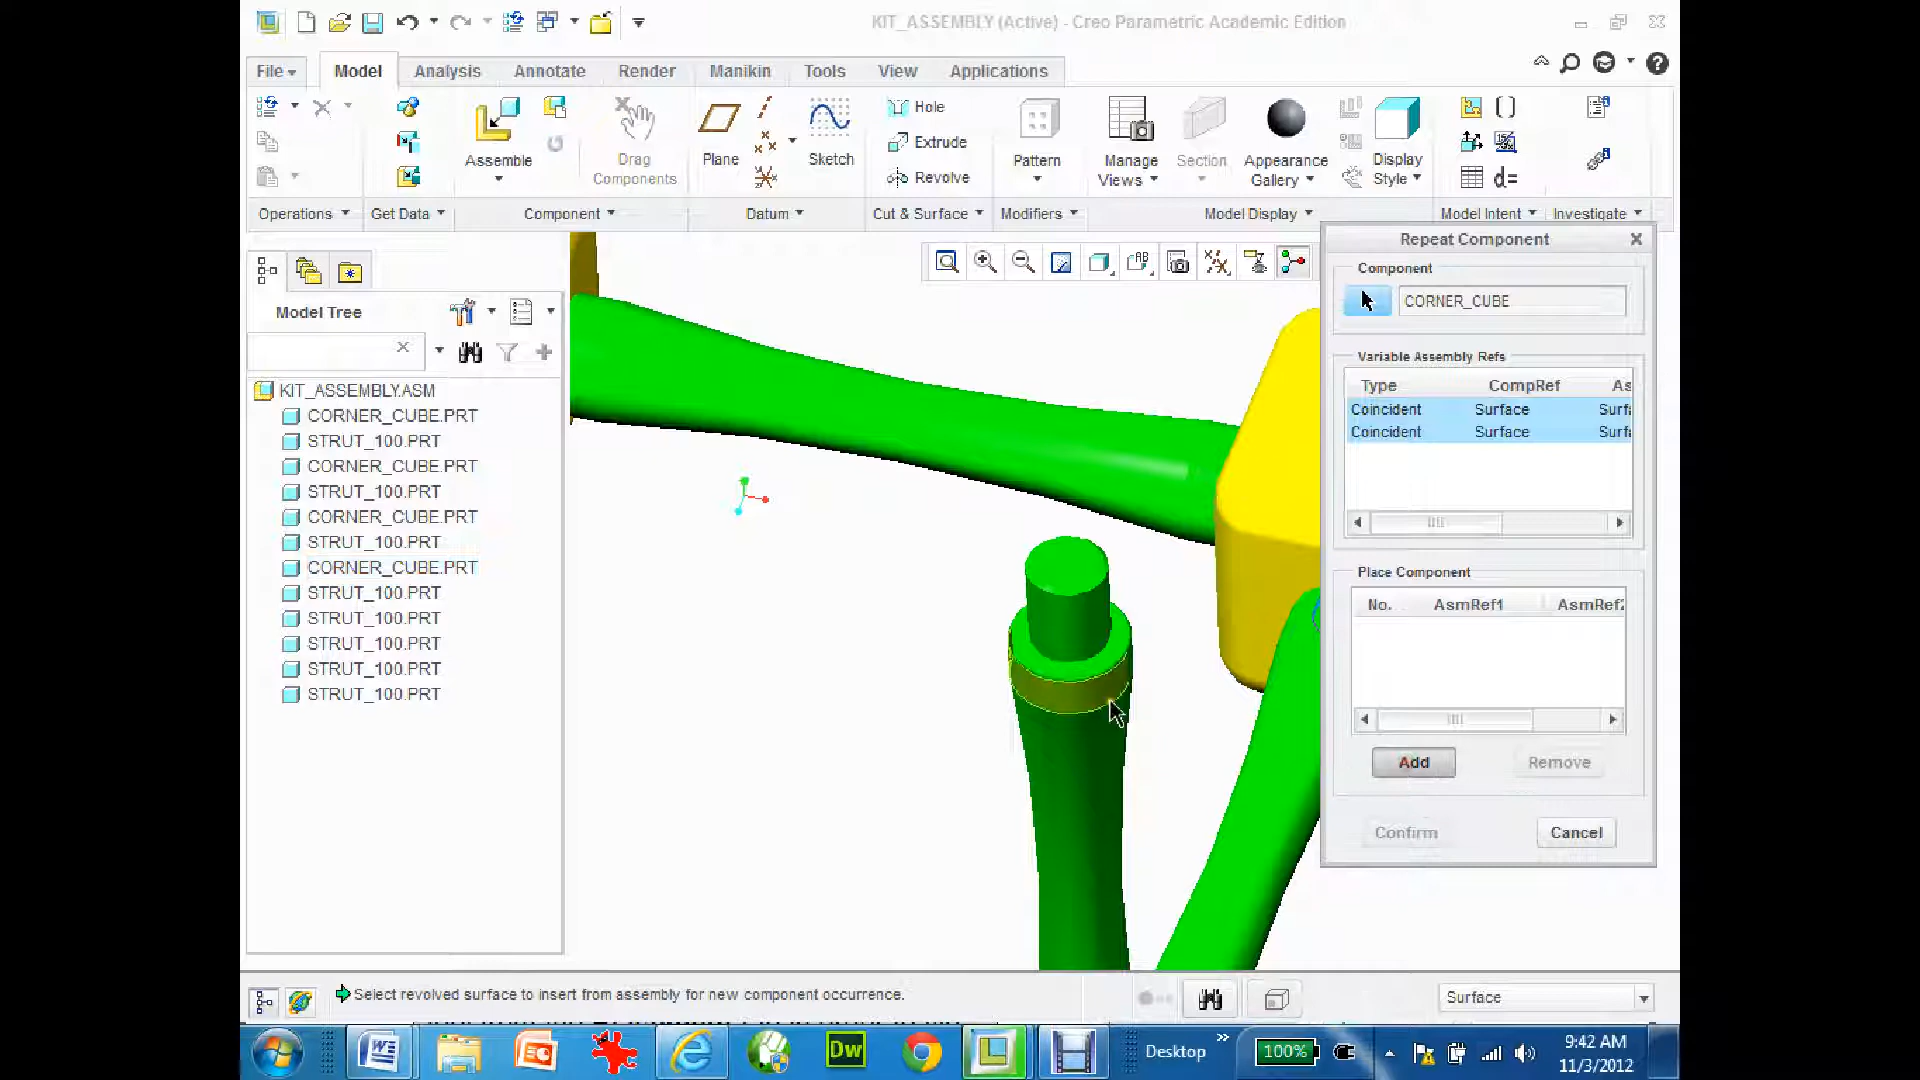 KIT_ASSEMBLY (Active) - Creo Parametric Academic Edition
File Model Analysis Annotate Render Manikin Tools View Applications
Hole
Extrude
Revolve
Assemble
Drag Components
Plane
Sketch
Pattern
Manage Views
Section
Appearance Gallery
Display Style
d=
Operations Get Data Component Datum Cut & Surface Modifiers Model Display Model Intent Investigate
Repeat Component
Component
CORNER_CUBE
Variable Assembly Refs
Type CompRef As
Coincident Surface Surf
Coincident Surface Surf
Place Component
No. AsmRef1 AsmRef2
Add Remove
Confirm Cancel
Model Tree
KIT_ASSEMBLY.ASM
CORNER_CUBE.PRT
STRUT_100.PRT
CORNER_CUBE.PRT
STRUT_100.PRT
CORNER_CUBE.PRT
STRUT_100.PRT
CORNER_CUBE.PRT
STRUT_100.PRT
STRUT_100.PRT
STRUT_100.PRT
STRUT_100.PRT
STRUT_100.PRT
Select revolved surface to insert from assembly for new component occurrence.
Surface
Dw
Desktop
100%
9:42 AM
11/3/2012